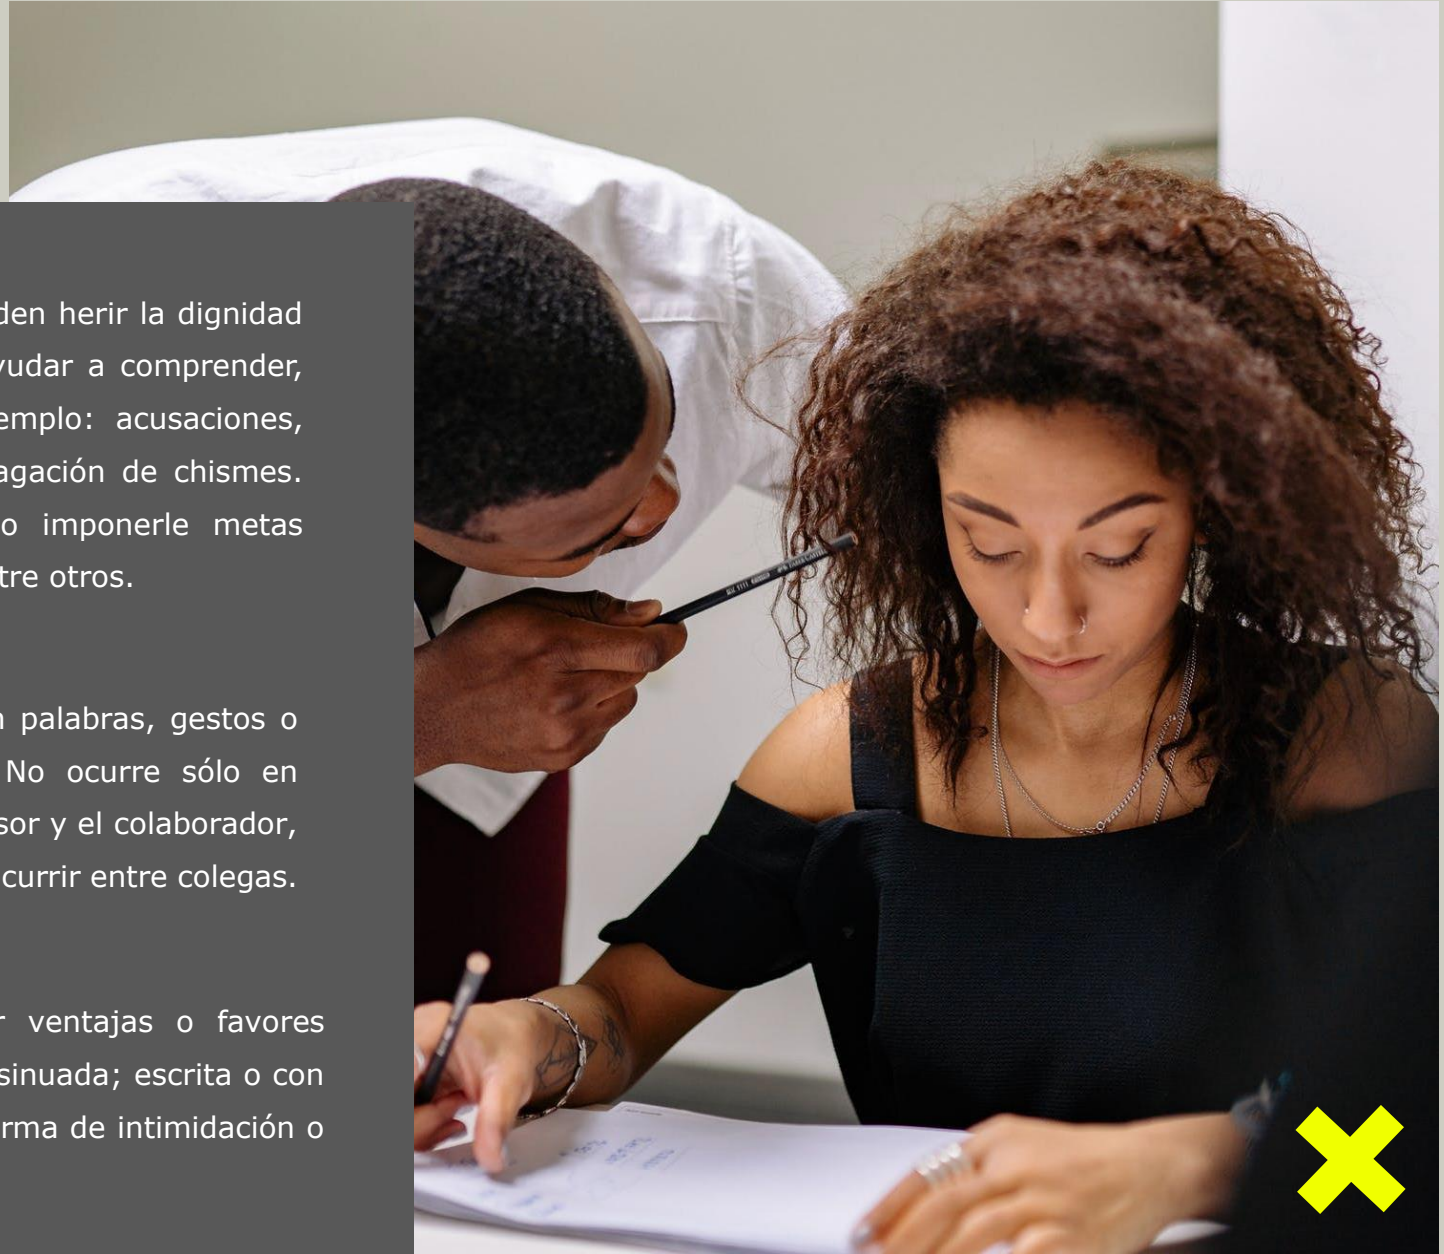 den herir la dignidad
yudar a comprender,
emplo: acusaciones,
agación de chismes.
o imponerle metas
tre otros.
n palabras, gestos o
No ocurre sólo en
sor y el colaborador,
currir entre colegas.
r ventajas o favores
sinuada; escrita o con
rma de intimidación o